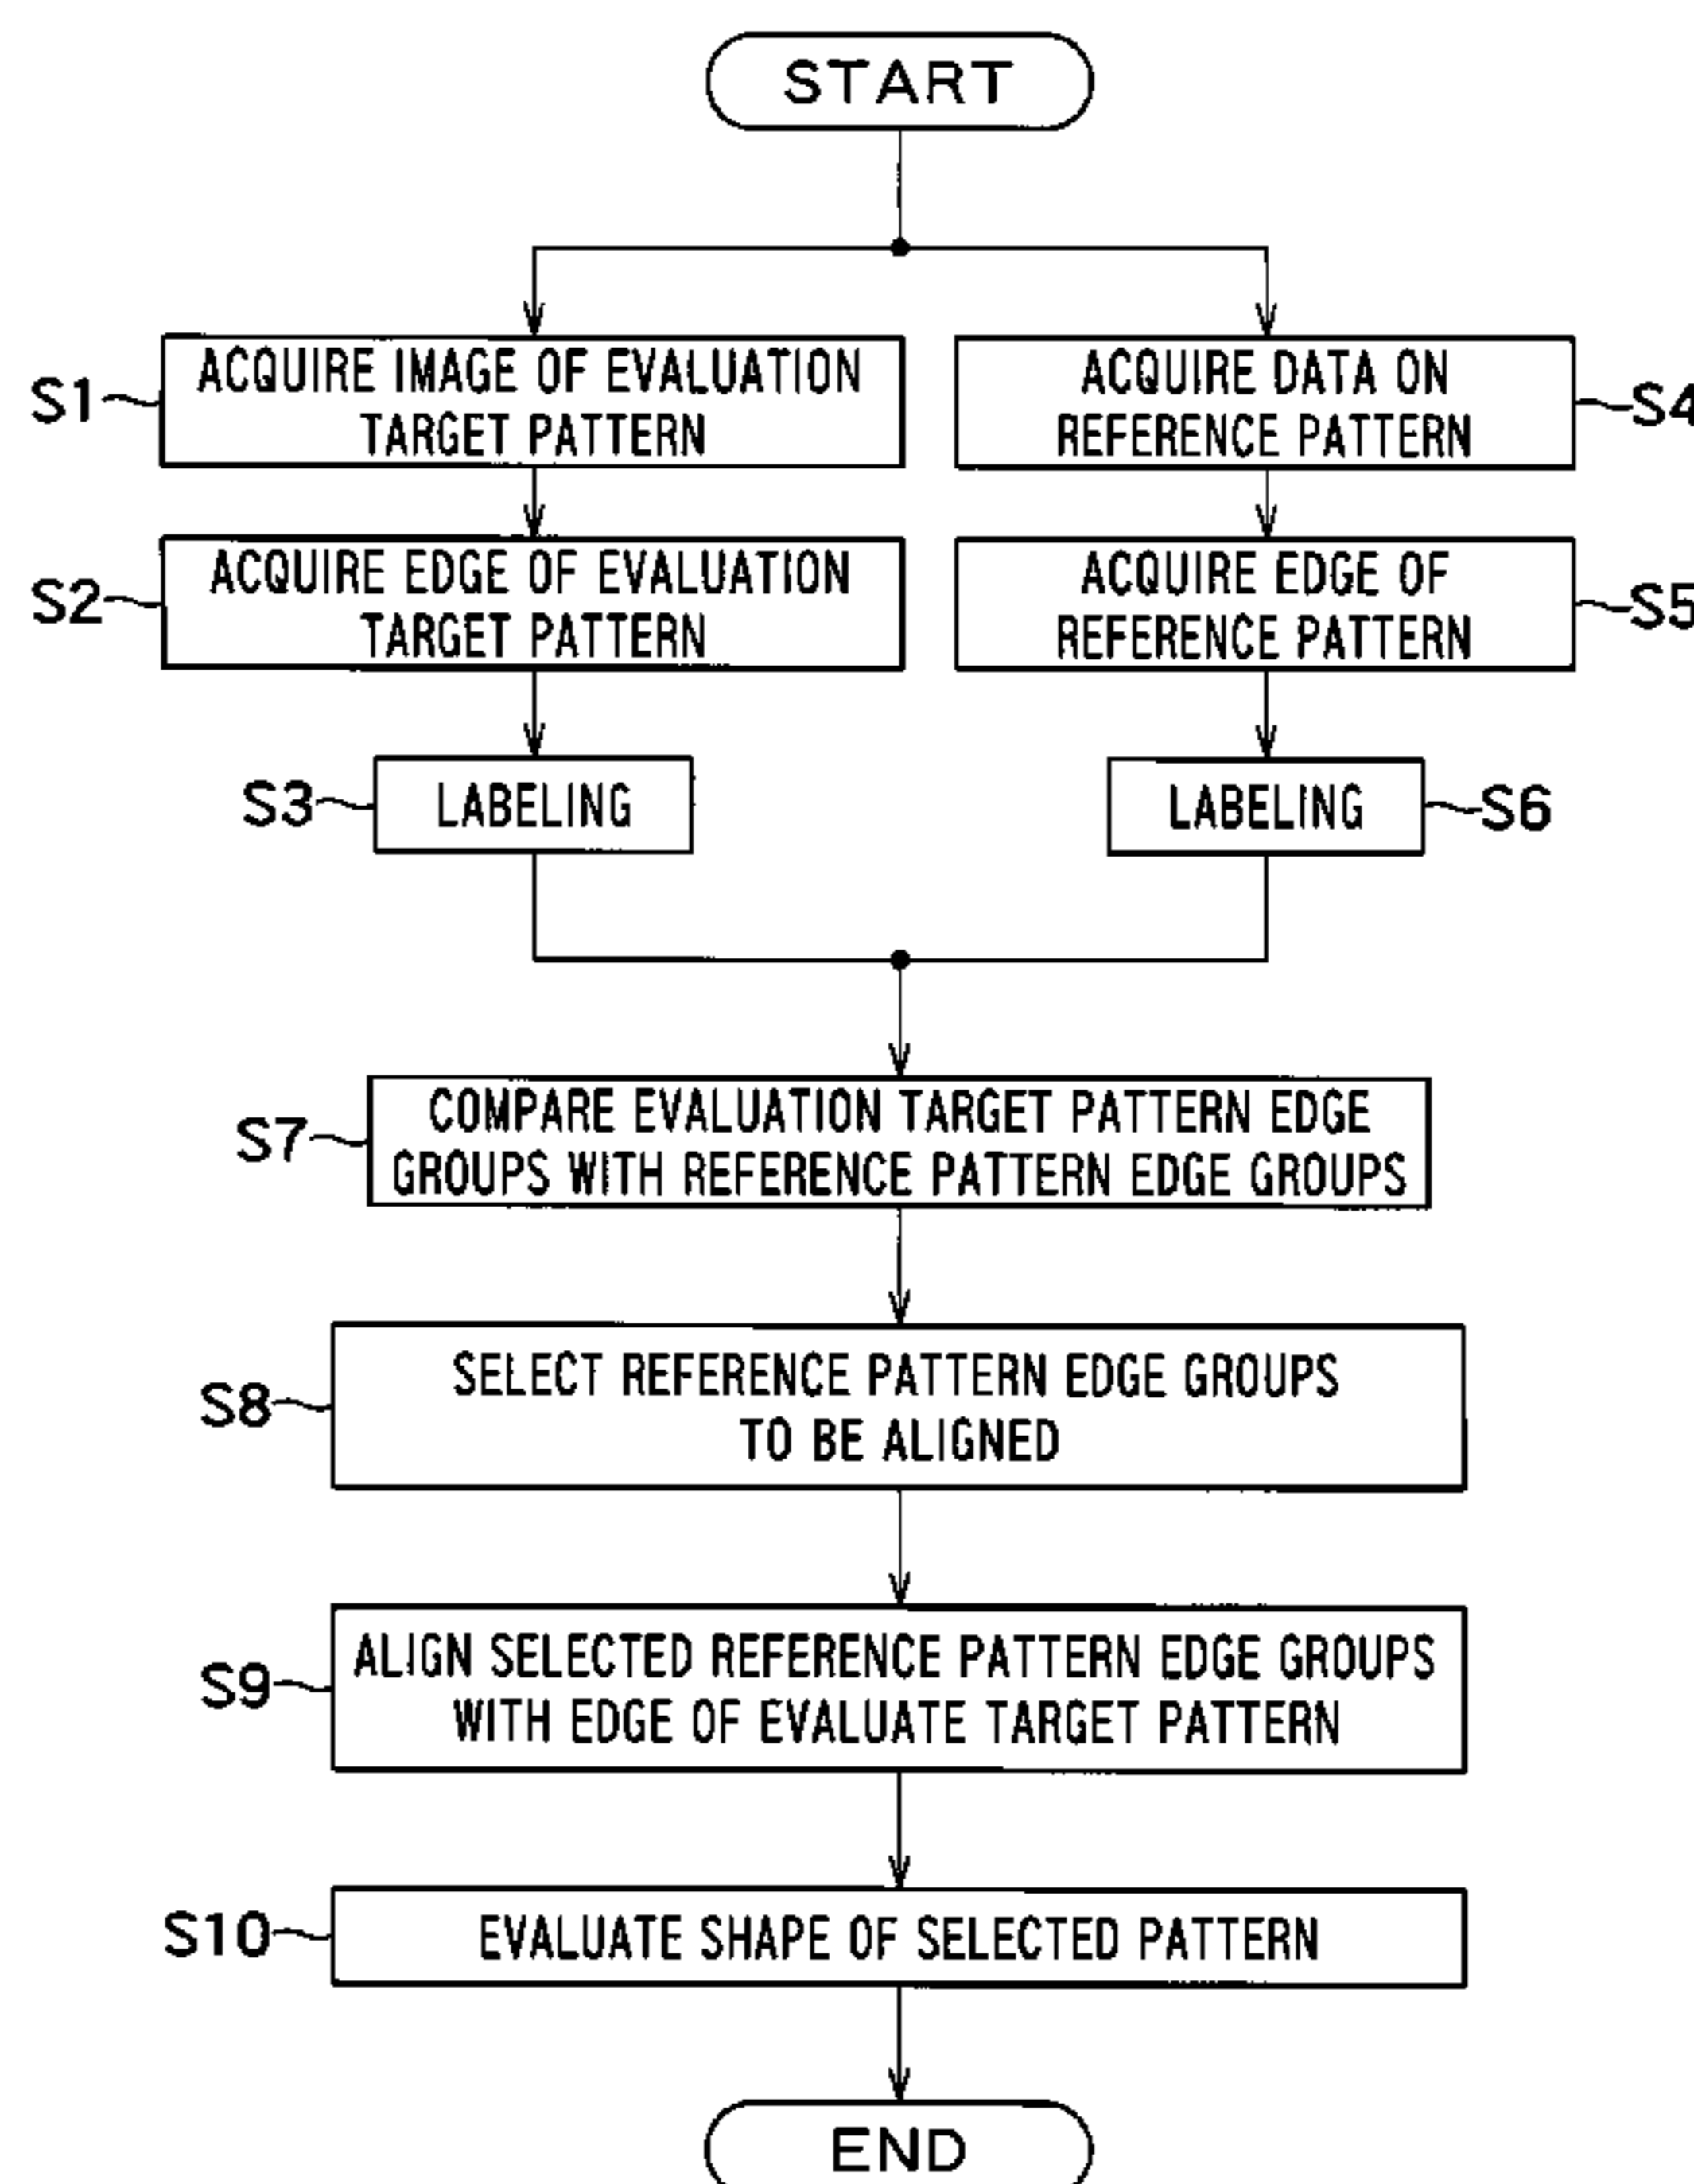 START
S1
ACQUIRE IMAGE OF EVALUATION
TARGET PATTERN
ACQUIRE DATA ON
REFERENCE PATTERN
S4
S2
ACQUIRE EDGE OF EVALUATION
TARGET PATTERN
ACQUIRE EDGE OF
REFERENCE PATTERN
S5
S3
LABELING
LABELING
S6
S7
COMPARE EVALUATION TARGET PATTERN EDGE
GROUPS WITH REFERENCE PATTERN EDGE GROUPS
S8
SELECT REFERENCE PATTERN EDGE GROUPS
TO BE ALIGNED
S9
ALIGN SELECTED REFERENCE PATTERN EDGE GROUPS
WITH EDGE OF EVALUATE TARGET PATTERN
S10
EVALUATE SHAPE OF SELECTED PATTERN
END